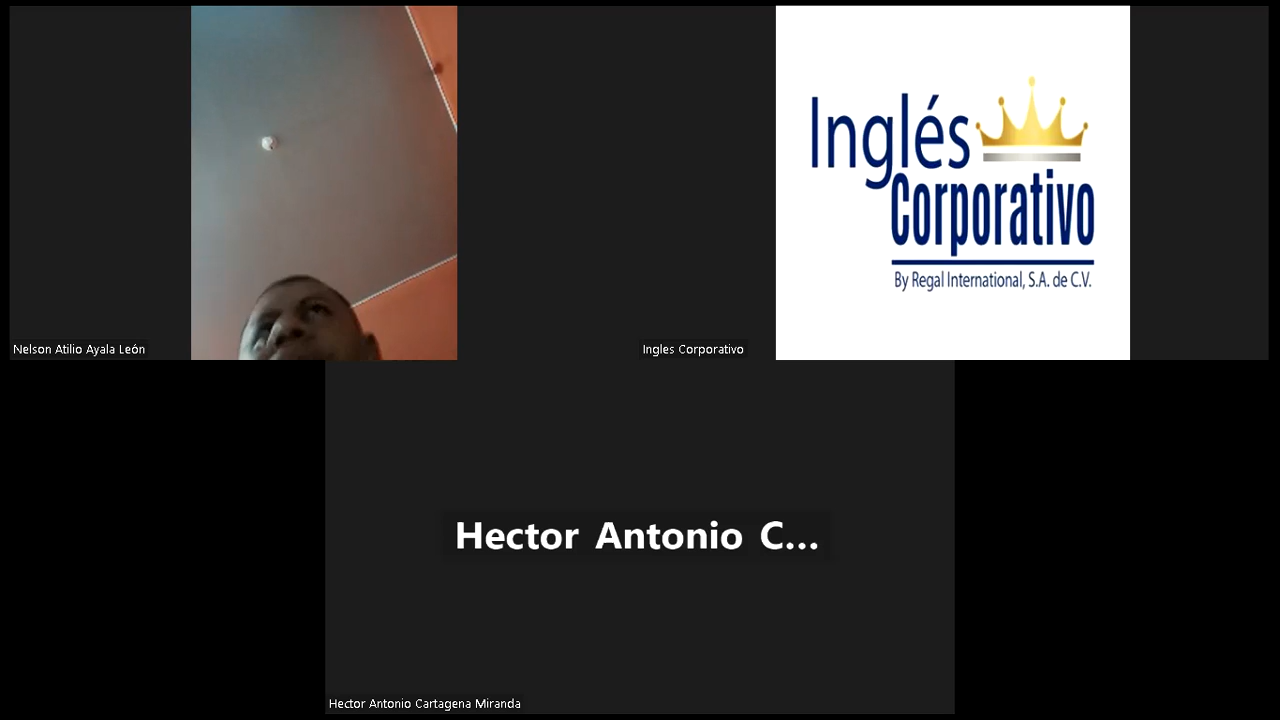 Inglés
Corporativo
By Regal International, S.A. de C.V.
Nelson Atilio Ayala León
Ingles Corporativo
Hector Antonio C...
Hector Antonio Cartagena Miranda